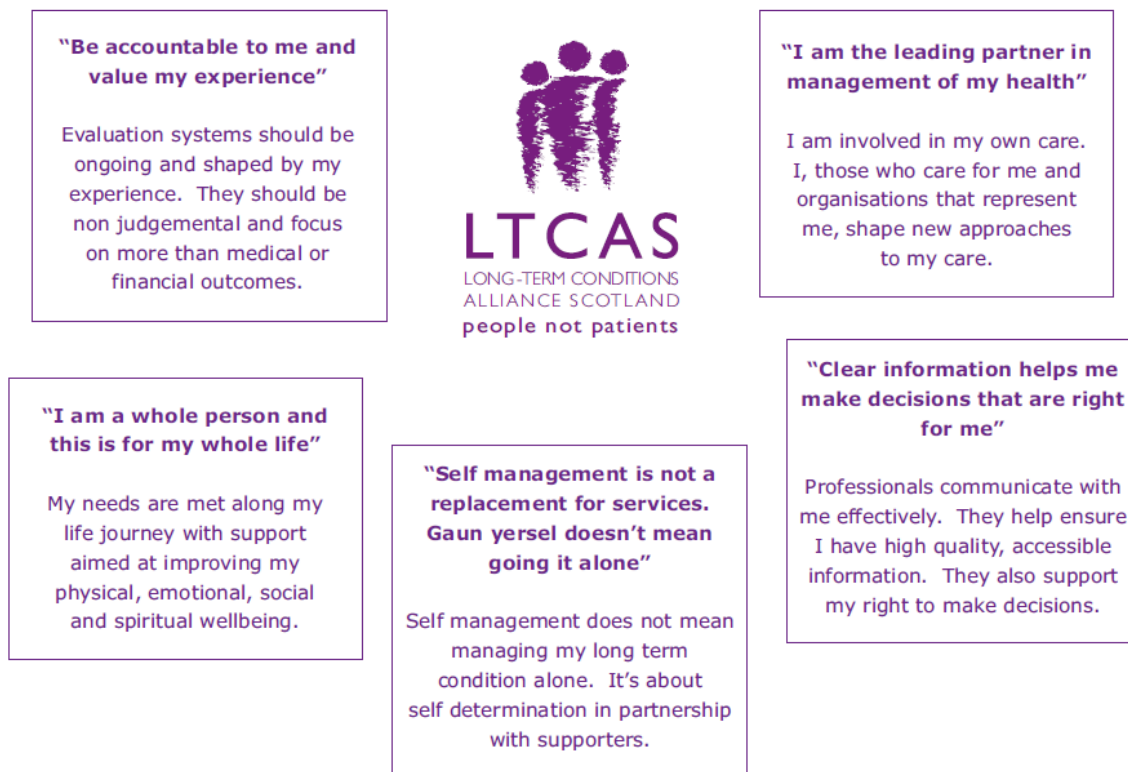 “Be accountable to me and
value my experience”
Evaluation systems should be
ongoing and shaped by my
experience. They should be
non judgemental and focus
on more than medical or
financial outcomes.
LTCAS
LONG-TERM CONDITIONS
ALLIANCE SCOTLAND
people not patients
“I am the leading partner in
management of my health”
I am involved in my own care.
I, those who care for me and
organisations that represent
me, shape new approaches
to my care.
“I am a whole person and
this is for my whole life”
My needs are met along my
life journey with support
aimed at improving my
physical, emotional, social
and spiritual wellbeing.
“Self management is not a
replacement for services.
Gaun yersel doesn’t mean
going it alone”
Self management does not mean
managing my long term
condition alone. It’s about
self determination in partnership
with supporters.
“Clear information helps me
make decisions that are right
for me”
Professionals communicate with
me effectively. They help ensure
I have high quality, accessible
information. They also support
my right to make decisions.